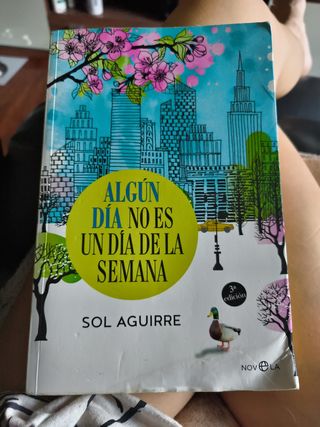 ALGÚN
DÍA NO ES
UN DÍA DE LA
SEMANA
SOL AGUIRRE
3ª
edición
NOVELA